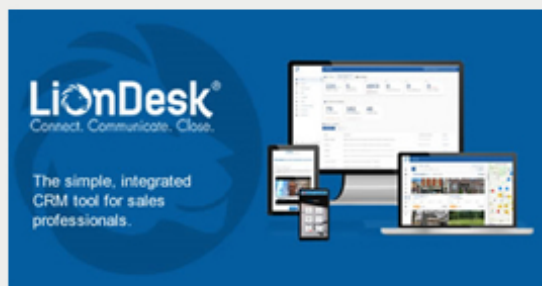 LionDesk®
Connect. Communicate. Close.
The simple, integrated
CRM tool for sales
professionals.